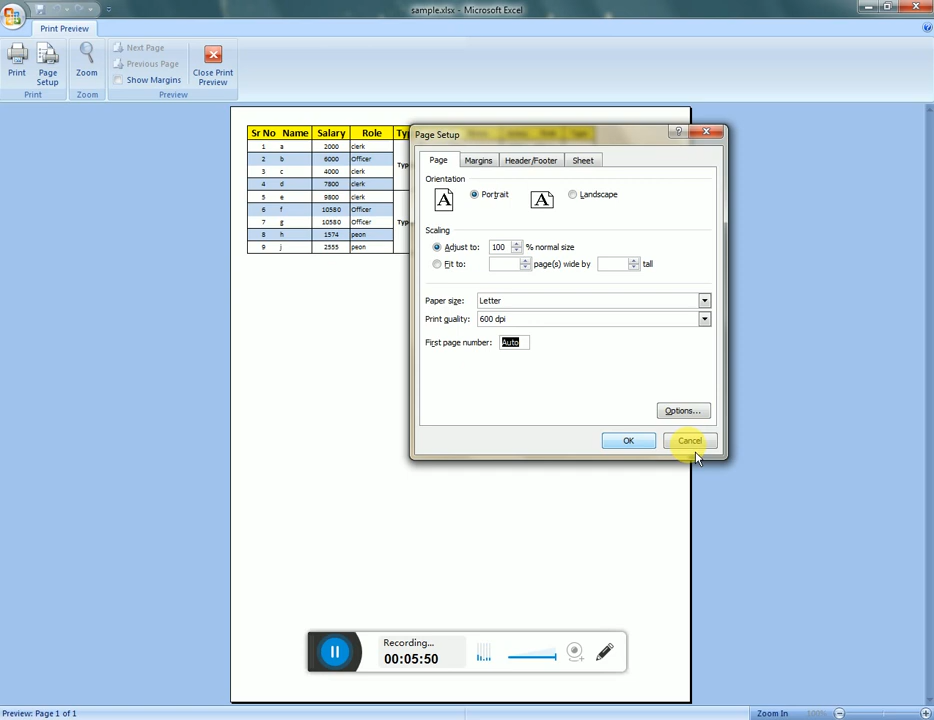 sample.xlsx - Microsoft Excel
Print Preview
Print
Page Setup
Zoom
Next Page
Previous Page
Show Margins
Close Print Preview
Print
Zoom
Preview
Sr No Name Salary Role
1 a 2000 clerk
2 b 6000 Officer
3 c 4000 clerk
4 d 7800 clerk
5 e 9800 clerk
6 f 10580 Officer
7 g 10580 Officer
8 h 1574 peon
9 j 2555 peon
Page Setup
Page Margins Header/Footer Sheet
Orientation
A Portrait A Landscape
Scaling
Adjust to: 100 % normal size
Fit to: page(s) wide by tall
Paper size: Letter
Print quality: 600 dpi
First page number: Auto
Options...
OK Cancel
Recording...
00:05:50
Preview: Page 1 of 1
Zoom In 100%